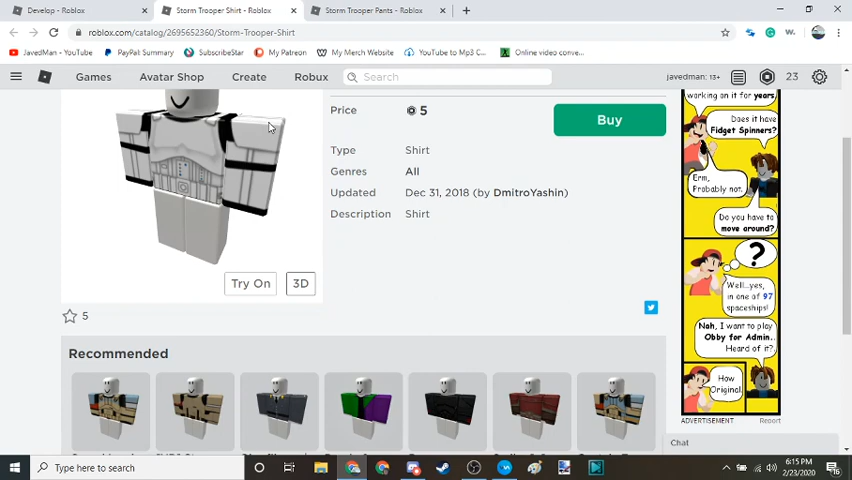 Develop - Roblox
Storm Trooper Shirt - Roblox
Storm Trooper Pants - Roblox
roblox.com/catalog/2695652360/Storm-Trooper-Shirt
JavedMan - YouTube
PayPal Summary
SubscribeStar
My Patreon
My Merch Website
YouTube to Mp3 C...
Online video conve...
Games
Avatar Shop
Create
Robux
Search
javedman: 13+
23
Price
5
Buy
Type
Shirt
Genres
All
Updated
Dec 31, 2018 (by DmitroYashin)
Description
Shirt
Try On
3D
5
Recommended
working on it for years,
Does it have
Fidget Spinners?
Erm,
Probably not.
Do you have to
move around?
?
Well...yes,
in one of 97
spaceships!
Nah, I want to play
Obby for Admin..
Heard of it?
How
Original.
ADVERTISEMENT
Report
Chat
Type here to search
6:15 PM
2/23/2020